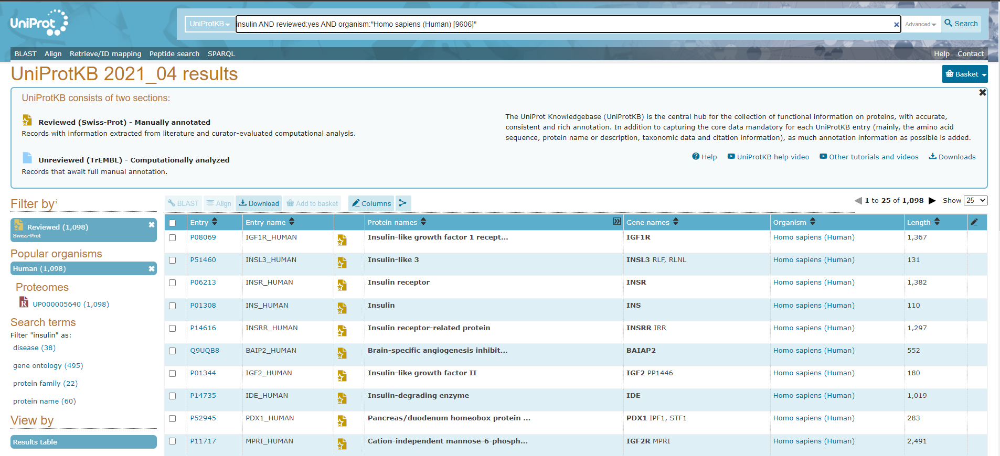 UniProt
UniProtKB
insulin AND reviewed:yes AND organism:"Homo sapiens (Human) [9606]"
Advanced
Search
BLAST Align Retrieve/ID mapping Peptide search SPARQL Help Contact
UniProtKB 2021_04 results
Basket
UniProtKB consists of two sections:
Reviewed (Swiss-Prot) - Manually annotated
Records with information extracted from literature and curator-evaluated computational analysis.
Unreviewed (TrEMBL) - Computationally analyzed
Records that await full manual annotation.
The UniProt Knowledgebase (UniProtKB) is the central hub for the collection of functional information on proteins, with accurate,
consistent and rich annotation. In addition to capturing the core data mandatory for each UniProtKB entry (mainly, the amino acid
sequence, protein name or description, taxonomic data and citation information), as much annotation information as possible is added.
Help UniProtKB help video Other tutorials and videos Downloads
Filter by i
Reviewed (1,098)
Swiss-Prot
Popular organisms
Human (1,098)
Proteomes
R UP000005640 (1,098)
Search terms
Filter "insulin" as:
disease (38)
gene ontology (495)
protein family (22)
protein name (60)
View by
Results table
BLAST Align Download Add to basket Columns
1 to 25 of 1,098 Show 25
Entry Entry name Protein names Gene names Organism Length
P08069 IGF1R_HUMAN Insulin-like growth factor 1 recept... IGF1R Homo sapiens (Human) 1,367
P51460 INSL3_HUMAN Insulin-like 3 INSL3 RLF, RLNL Homo sapiens (Human) 131
P06213 INSR_HUMAN Insulin receptor INSR Homo sapiens (Human) 1,382
P01308 INS_HUMAN Insulin INS Homo sapiens (Human) 110
P14616 INSRR_HUMAN Insulin receptor-related protein INSRR IRR Homo sapiens (Human) 1,297
Q9UQB8 BAIP2_HUMAN Brain-specific angiogenesis inhibit... BAIAP2 Homo sapiens (Human) 552
P01344 IGF2_HUMAN Insulin-like growth factor II IGF2 PP1446 Homo sapiens (Human) 180
P14735 IDE_HUMAN Insulin-degrading enzyme IDE Homo sapiens (Human) 1,019
P52945 PDX1_HUMAN Pancreas/duodenum homeobox protein ... PDX1 IPF1, STF1 Homo sapiens (Human) 283
P11717 MPRI_HUMAN Cation-independent mannose-6-phosph... IGF2R MPRI Homo sapiens (Human) 2,491